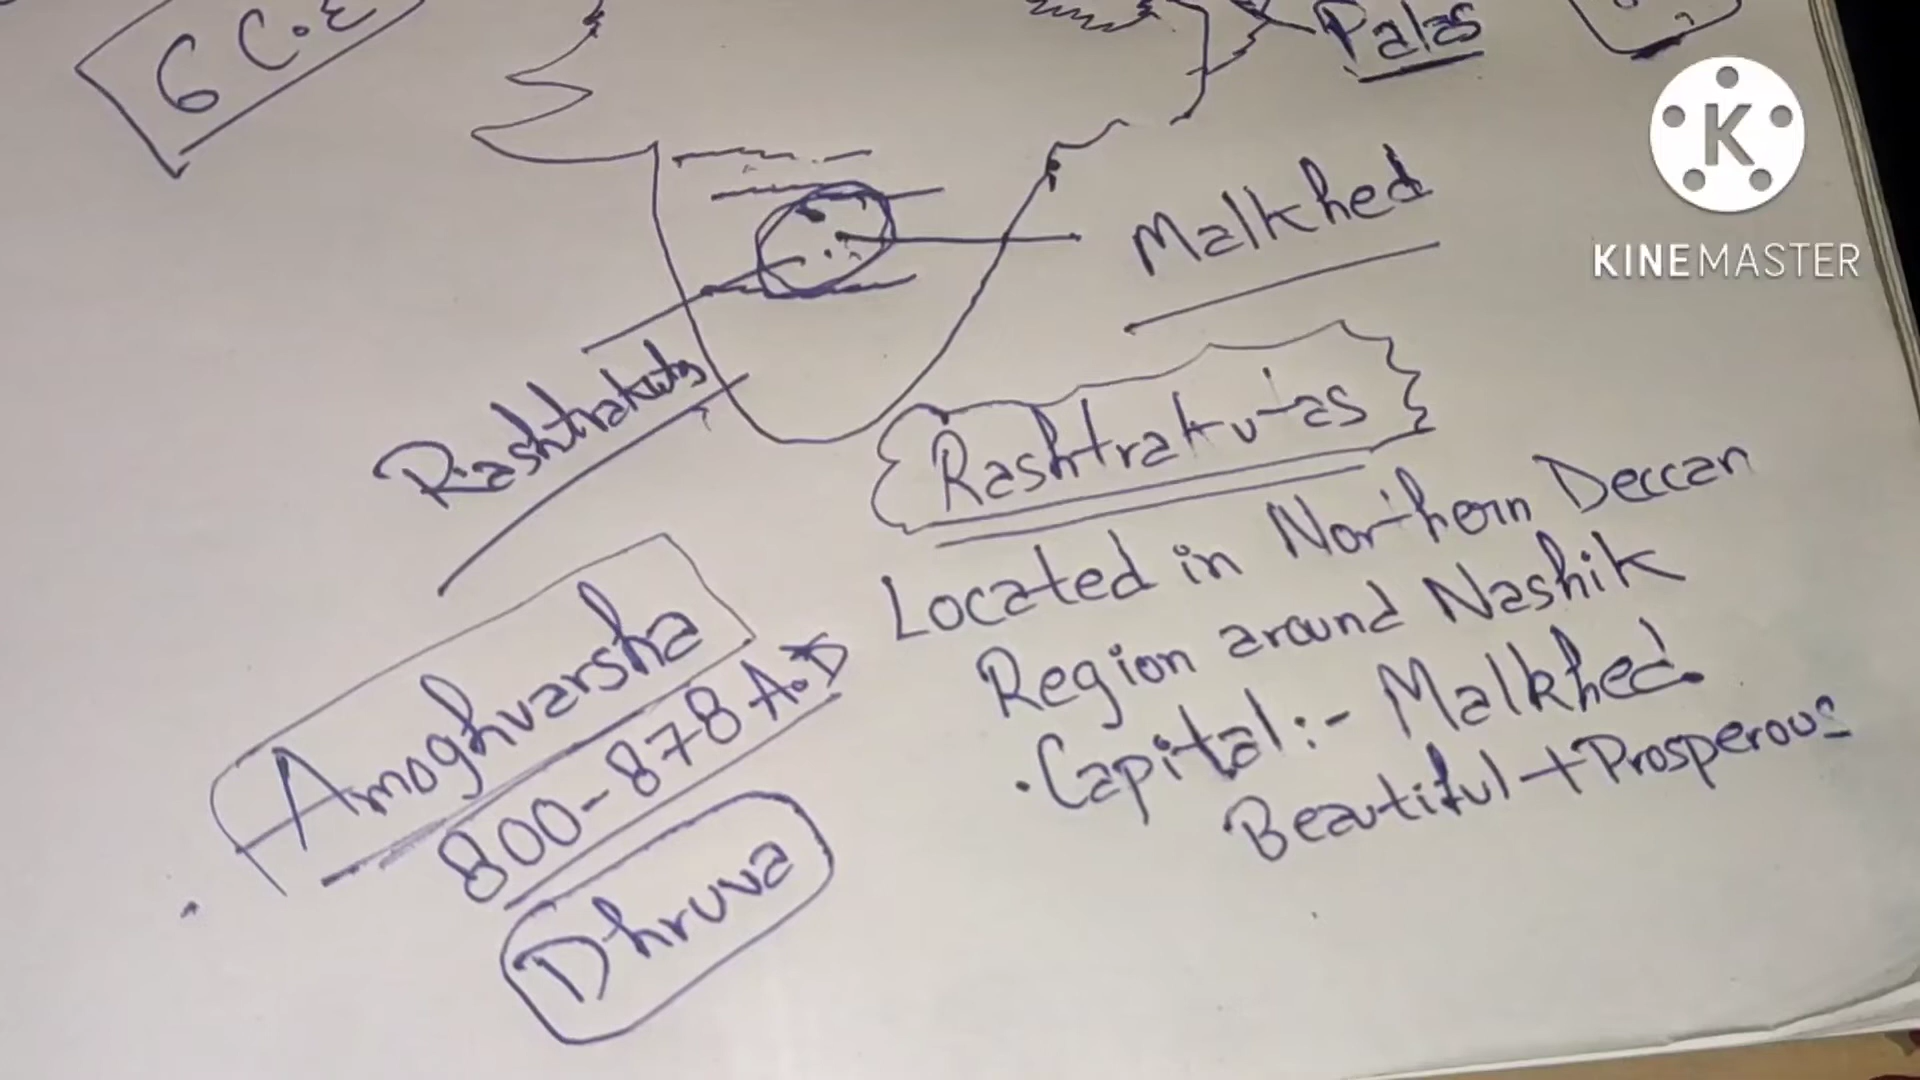 6 C.E
Palas
K
KINEMASTER
Malkhed
Rashtrakuta
Rashtrakutas
Located in Northern Deccan
Region around Nashik
.Capital:- Malkhed.
Beautiful + Prosperous
Amoghvarsha
800-878 A.D
Dhruva